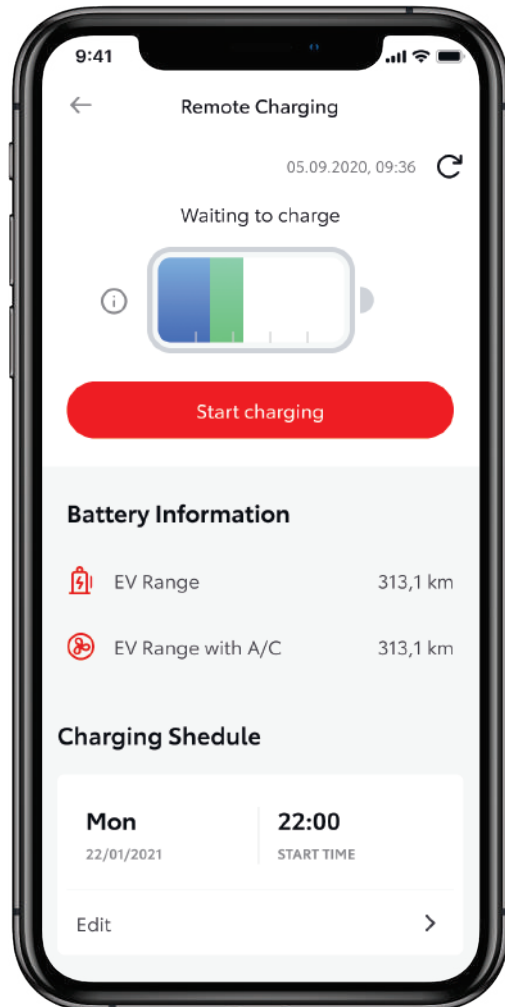 9:41
Remote Charging
05.09.2020, 09:36
Waiting to charge
Start charging
Battery Information
EV Range 313,1 km
EV Range with A/C 313,1 km
Charging Shedule
Mon 22:00
22/01/2021 START TIME
Edit